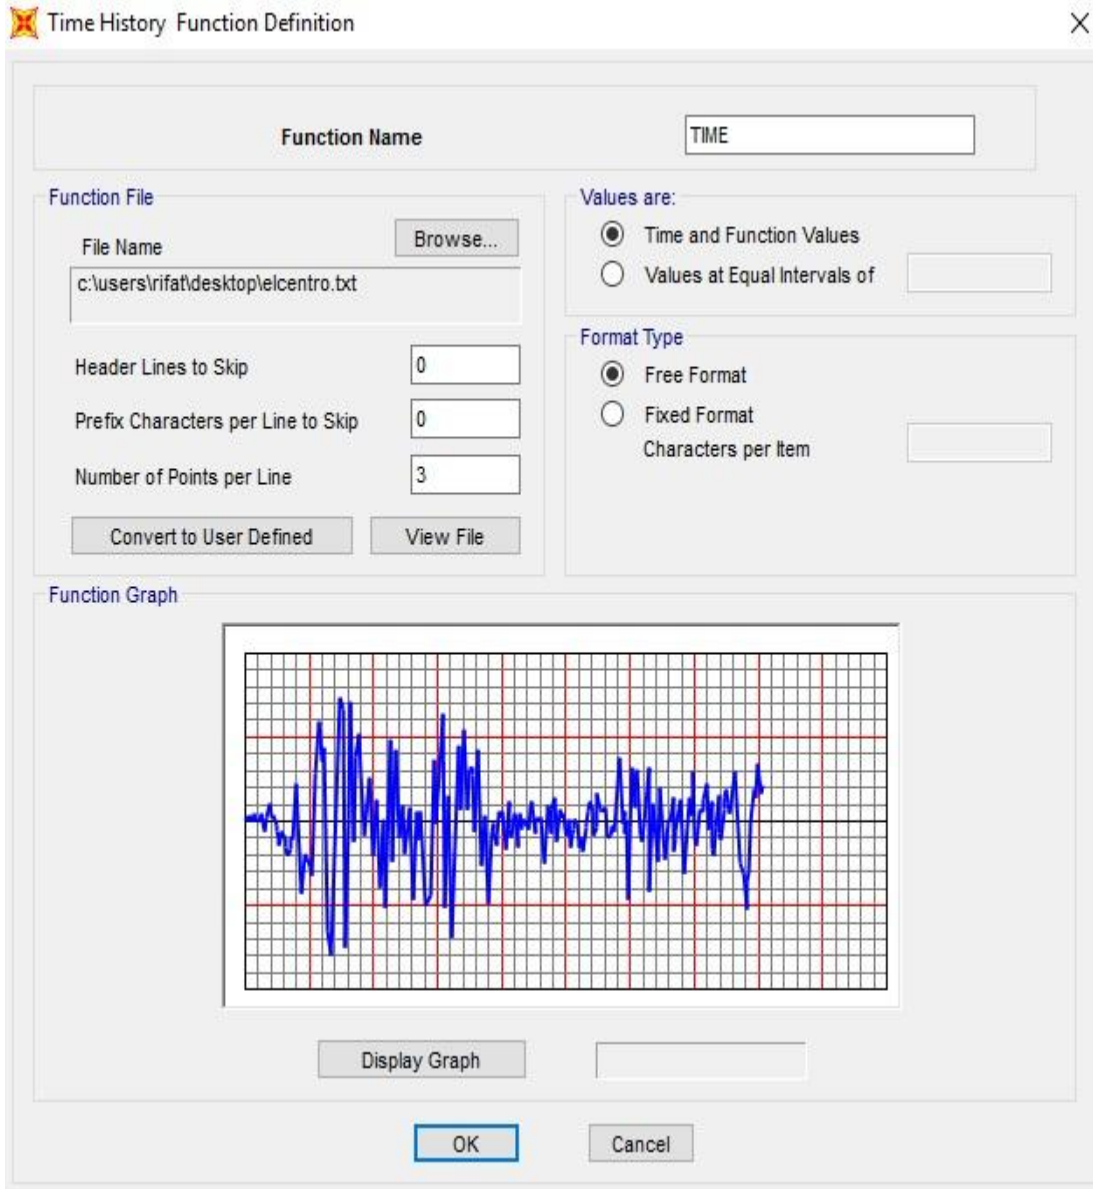 Time History Function Definition
Function Name
TIME
Function File
File Name
Browse...
c:\users\rifat\desktop\elcentro.txt
Header Lines to Skip
0
Prefix Characters per Line to Skip
0
Number of Points per Line
3
Convert to User Defined
View File
Values are:
Time and Function Values
Values at Equal Intervals of
Format Type
Free Format
Fixed Format
Characters per Item
Function Graph
Display Graph
OK
Cancel